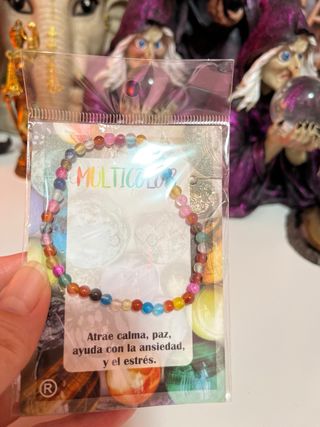 MULTICOLOR
Atrae calma, paz,
ayuda con la ansiedad,
y el estrés.
®